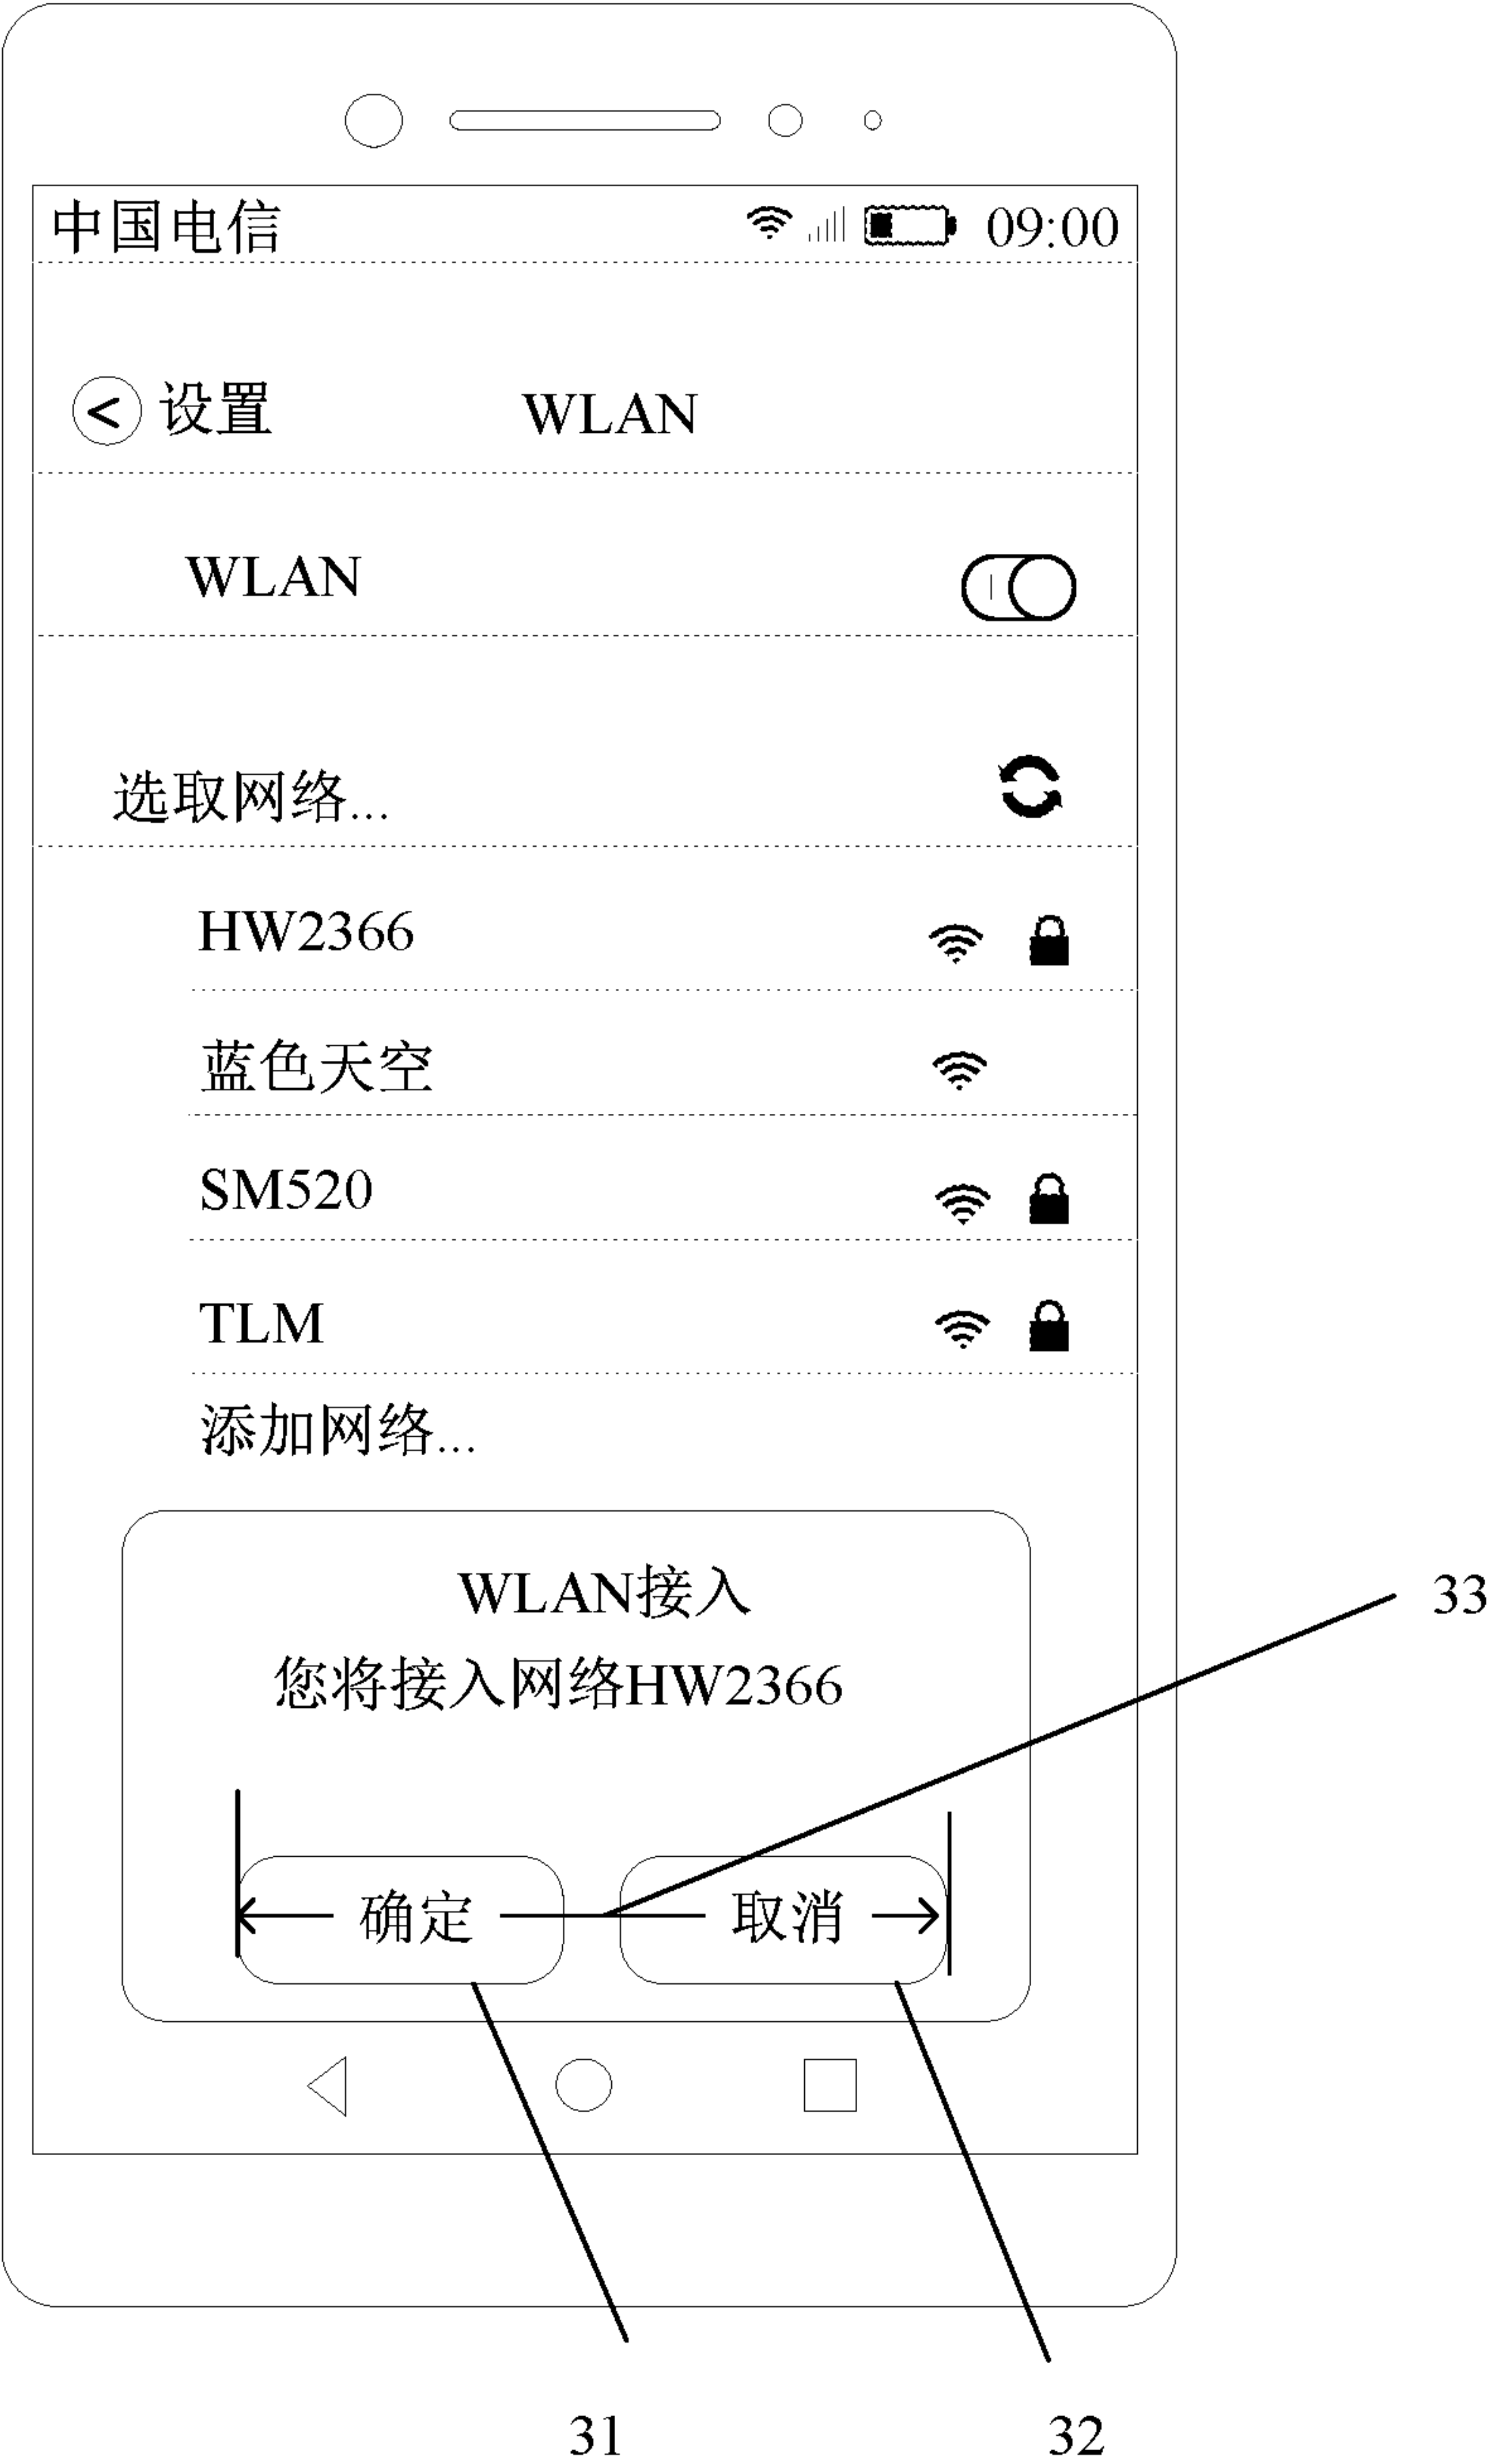 中国电信 09:00
< 设置 WLAN
WLAN
选取网络...
HW2366
蓝色天空
SM520
TLM
添加网络...
WLAN接入
33
您将接入网络HW2366
确定 取消
31 32